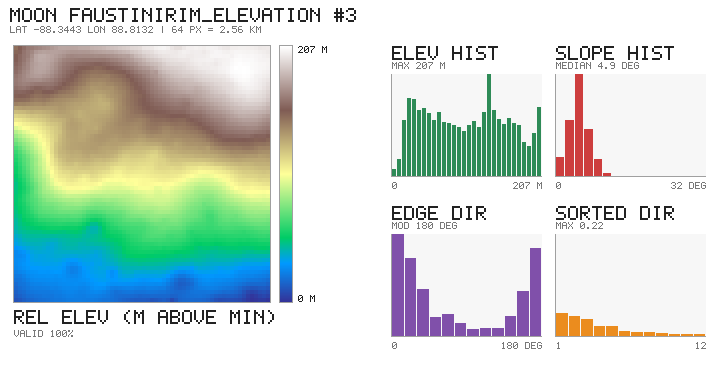 MOON FAUSTINIRIM_ELEVATION #3
LAT -88.3443 LON 88.8132 | 64 PX = 2.56 KM
207 M
0 M
REL ELEV (M ABOVE MIN)
VALID 100%
ELEV HIST
MAX 207 M
0 207 M
SLOPE HIST
MEDIAN 4.9 DEG
0 32 DEG
EDGE DIR
MOD 180 DEG
0 180 DEG
SORTED DIR
MAX 0.22
1 12